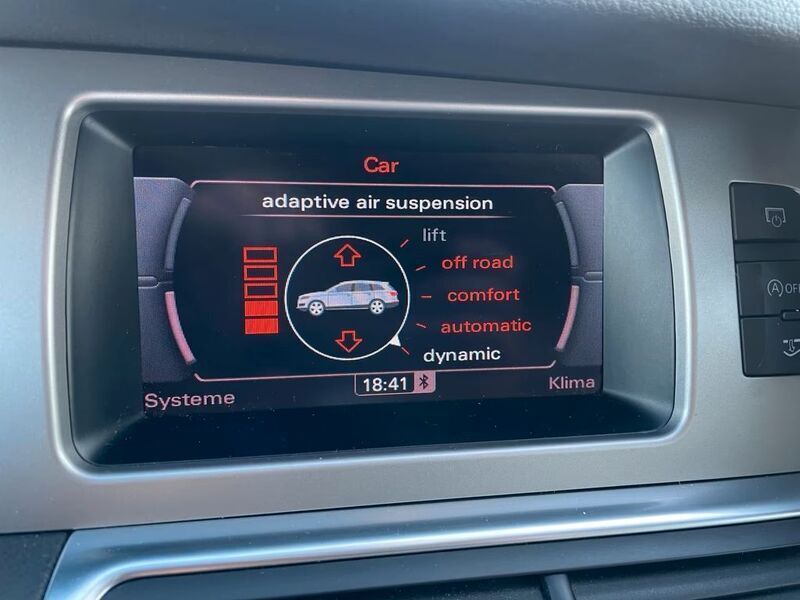 Car
adaptive air suspension
lift
off road
comfort
automatic
dynamic
18:41
Systeme
Klima
A OFF